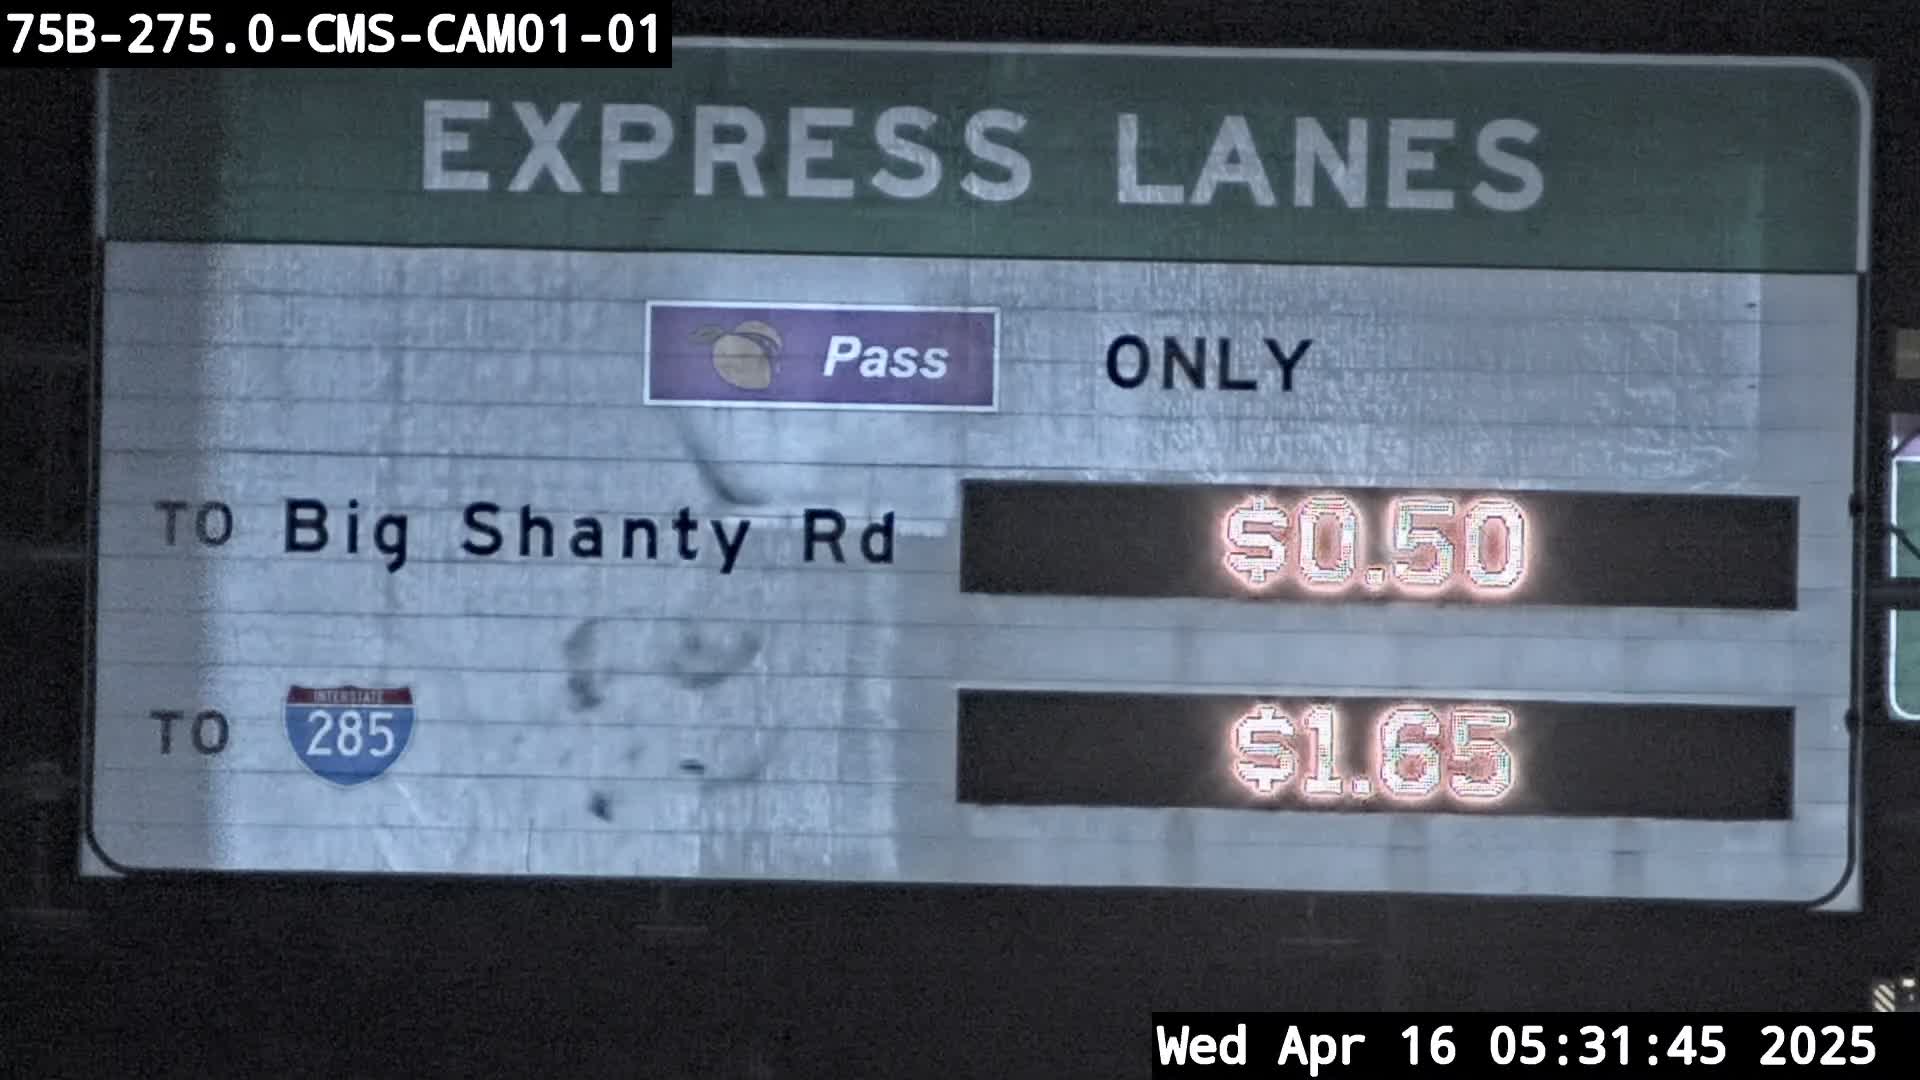 75B-275.0-CMS-CAM01-01
EXPRESS LANES
Pass ONLY
TO Big Shanty Rd $0.50
INTERSTATE
TO 285 $1.65
Wed Apr 16 05:31:45 2025